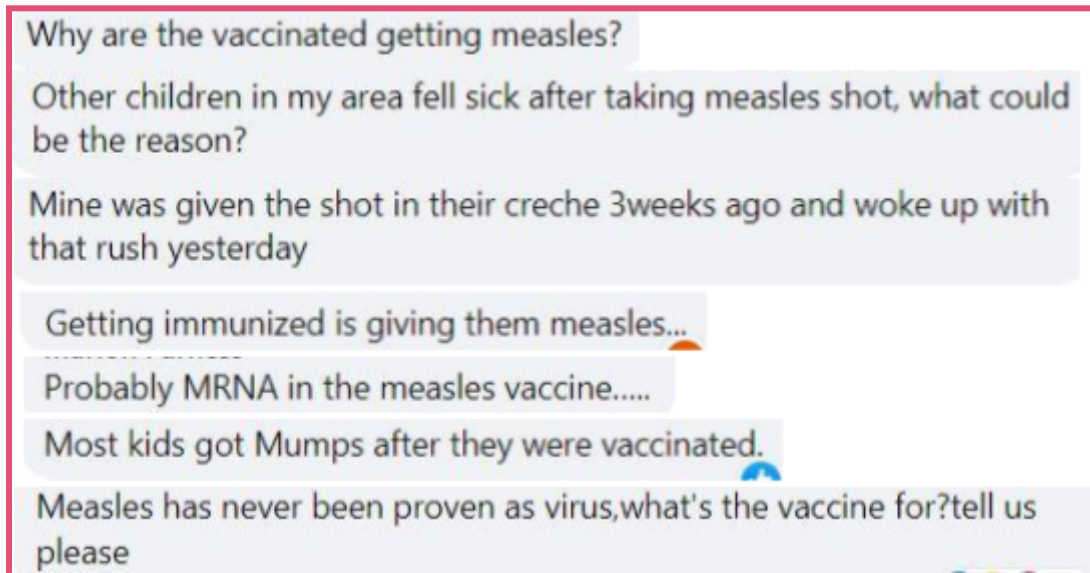 Why are the vaccinated getting measles?
Other children in my area fell sick after taking measles shot, what could
be the reason?
Mine was given the shot in their creche 3weeks ago and woke up with
that rush yesterday
Getting immunized is giving them measles...
Probably MRNA in the measles vaccine.....
Most kids got Mumps after they were vaccinated.
Measles has never been proven as virus,what's the vaccine for?tell us
please